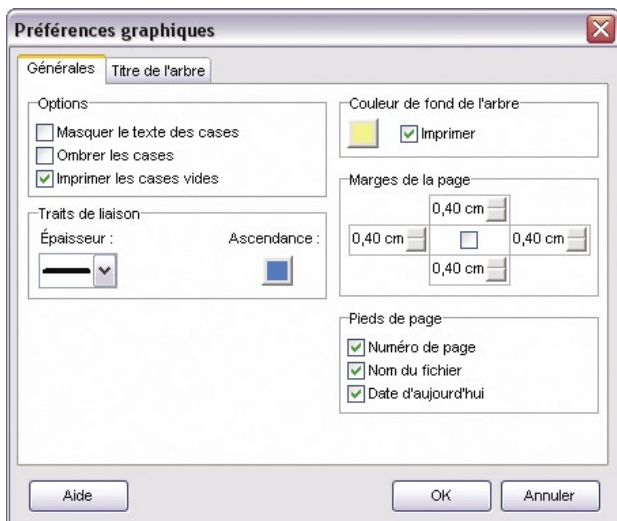 Préférences graphiques
Générales
Titre de l'arbre
Options
Masquer le texte des cases
Ombrer les cases
Imprimer les cases vides
Traits de liaison
Épaisseur :
Ascendance :
Couleur de fond de l'arbre
Imprimer
Marges de la page
0,40 cm
0,40 cm
0,40 cm
0,40 cm
Pieds de page
Numéro de page
Nom du fichier
Date d'aujourd'hui
Aide
OK
Annuler